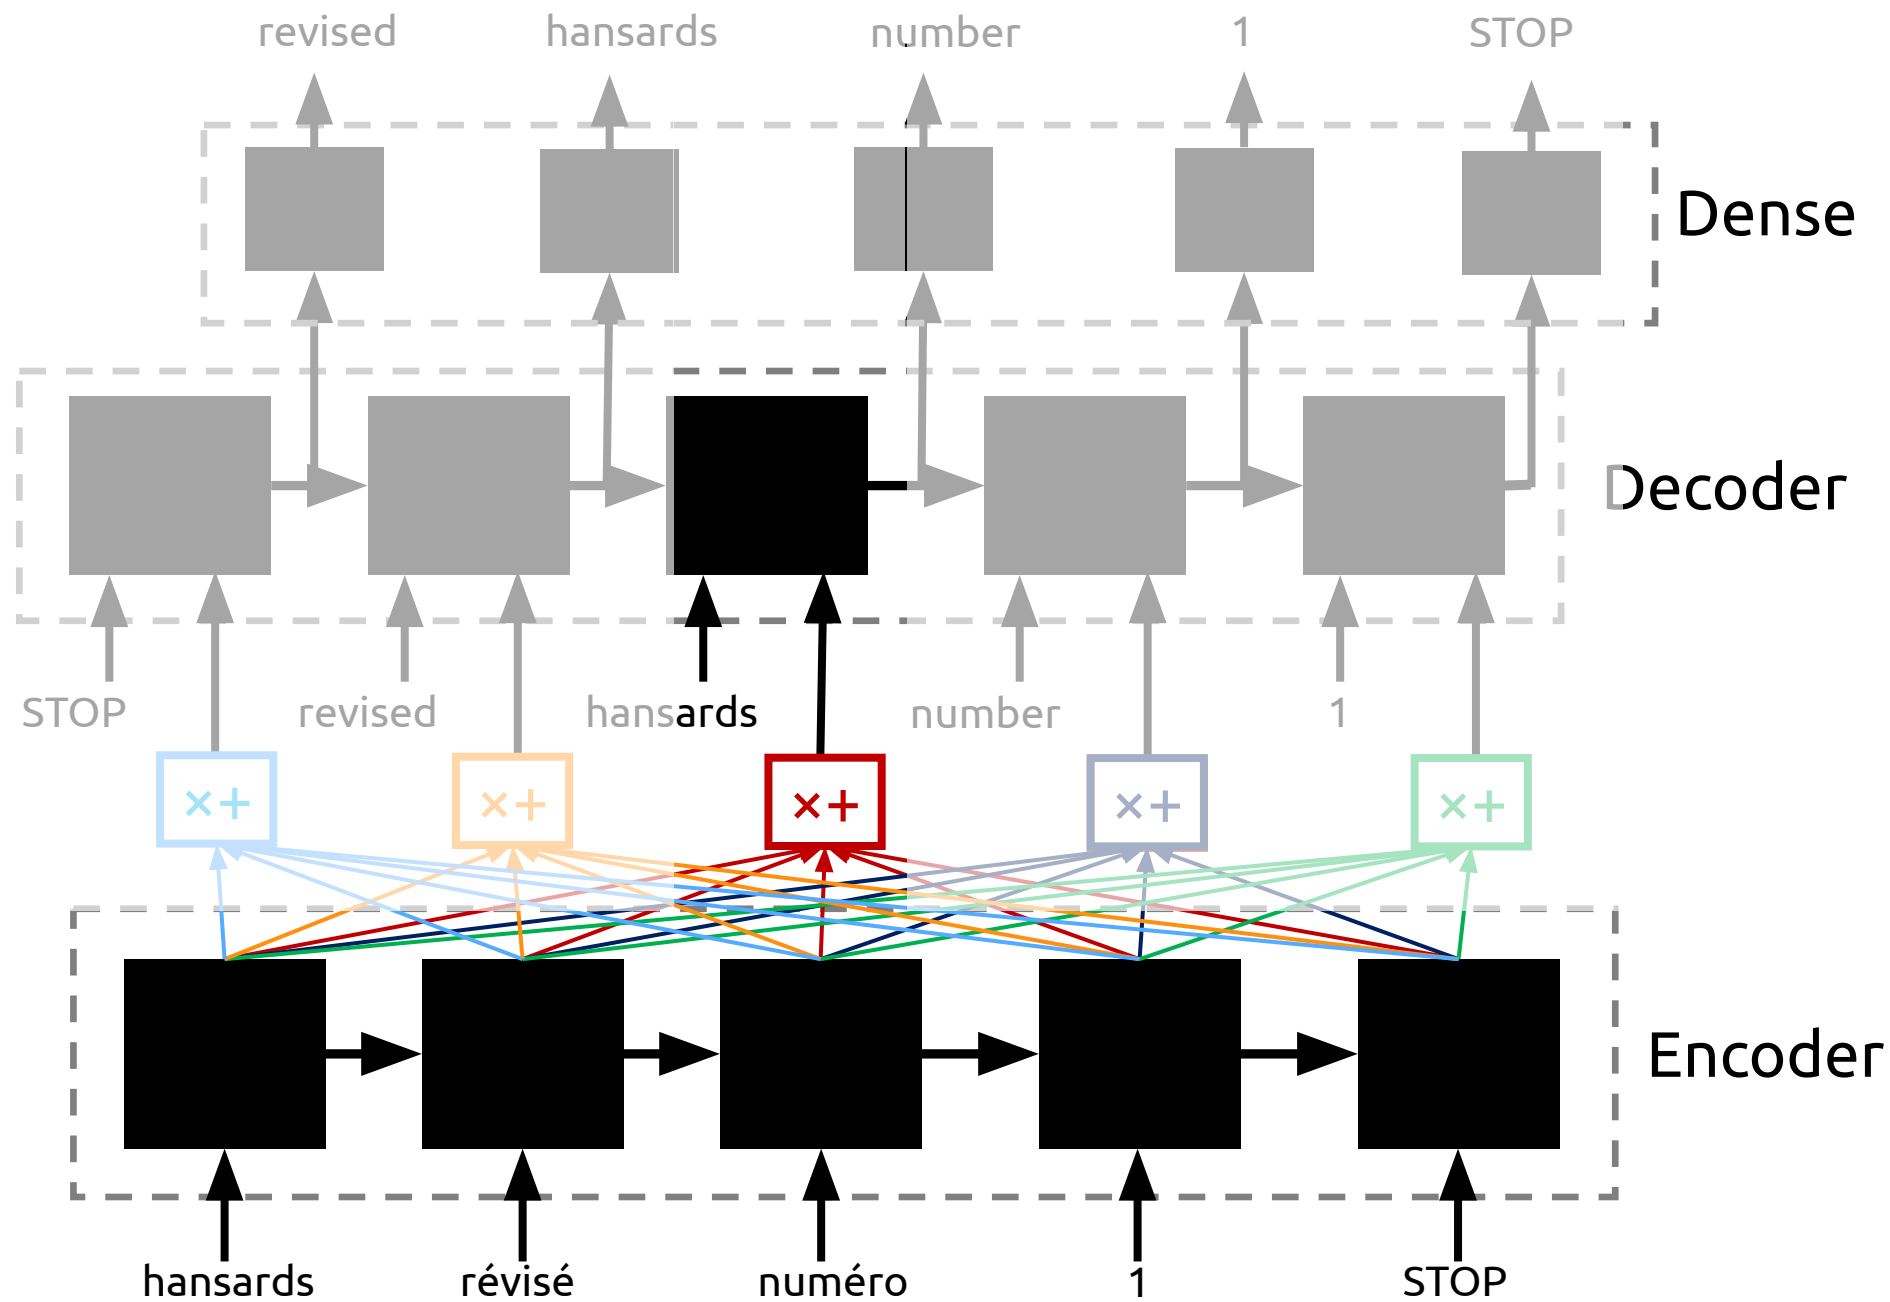 revised hansards number 1 STOP
Dense
Decoder
STOP revised hansards number 1
×+ ×+ ×+ ×+ ×+
Encoder
hansards révisé numéro 1 STOP